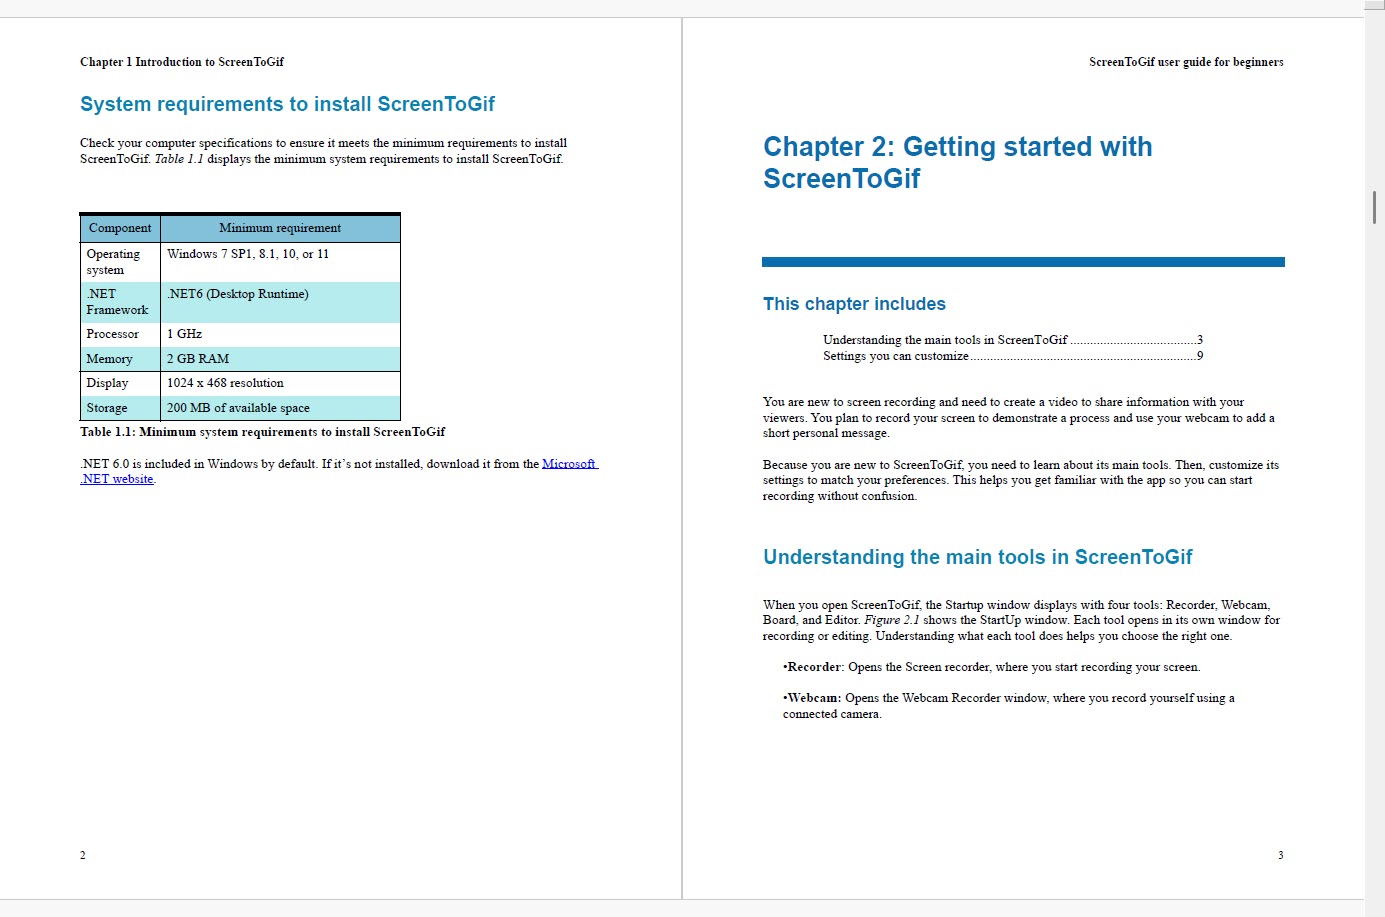 Chapter 1 Introduction to ScreenToGif
System requirements to install ScreenToGif
Check your computer specifications to ensure it meets the minimum requirements to install
ScreenToGif. Table 1.1 displays the minimum system requirements to install ScreenToGif.
Component Minimum requirement
Operating Windows 7 SP1, 8.1, 10, or 11
system
.NET .NET6 (Desktop Runtime)
Framework
Processor 1 GHz
Memory 2 GB RAM
Display 1024 x 468 resolution
Storage 200 MB of available space
Table 1.1: Minimum system requirements to install ScreenToGif
.NET 6.0 is included in Windows by default. If it’s not installed, download it from the Microsoft
.NET website.
2
ScreenToGif user guide for beginners
Chapter 2: Getting started with
ScreenToGif
This chapter includes
Understanding the main tools in ScreenToGif ......................................3
Settings you can customize....................................................................9
You are new to screen recording and need to create a video to share information with your
viewers. You plan to record your screen to demonstrate a process and use your webcam to add a
short personal message.
Because you are new to ScreenToGif, you need to learn about its main tools. Then, customize its
settings to match your preferences. This helps you get familiar with the app so you can start
recording without confusion.
Understanding the main tools in ScreenToGif
When you open ScreenToGif, the Startup window displays with four tools: Recorder, Webcam,
Board, and Editor. Figure 2.1 shows the StartUp window. Each tool opens in its own window for
recording or editing. Understanding what each tool does helps you choose the right one.
•Recorder: Opens the Screen recorder, where you start recording your screen.
•Webcam: Opens the Webcam Recorder window, where you record yourself using a
connected camera.
3